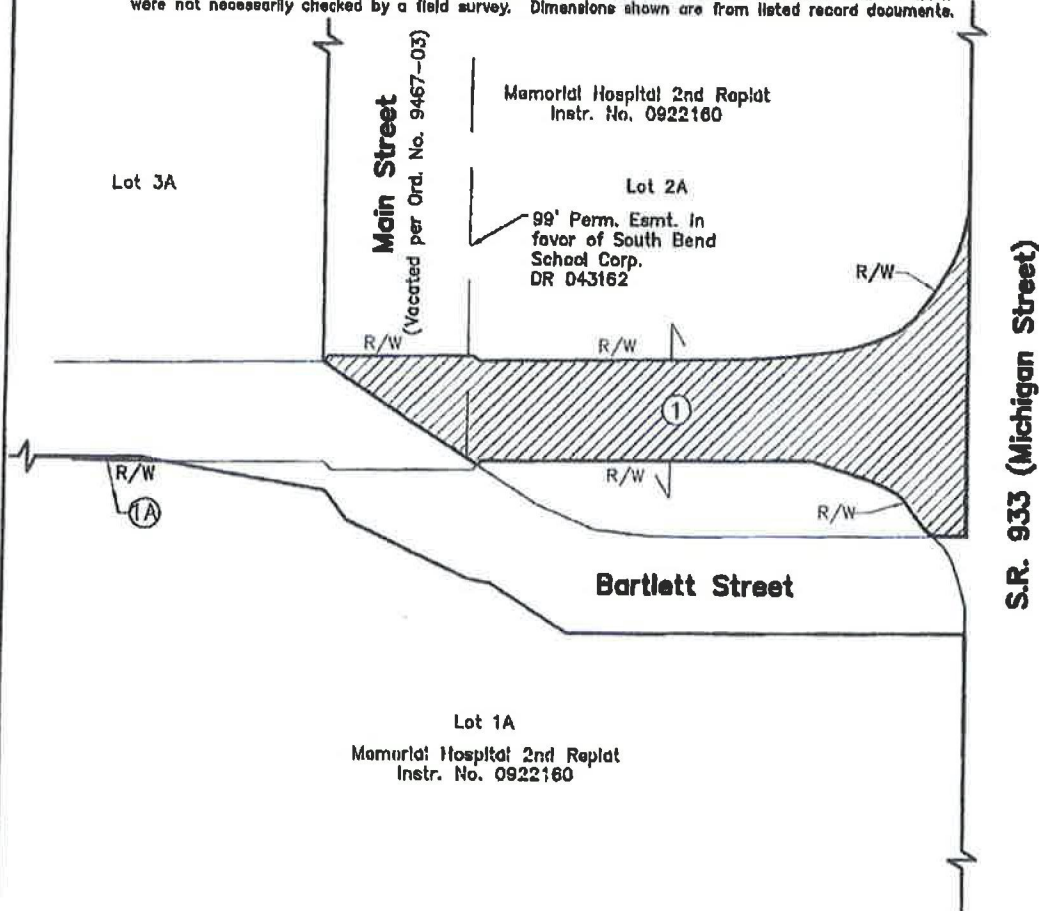 were not necessarily checked by a field survey. Dimensions shown are from listed record documents.
Main Street
(Vacated per Ord. No. 9467-03)
Memorial Hospital 2nd Replat
Instr. No. 0922160
Lot 3A
Lot 2A
99' Perm. Esmt. in
favor of South Bend
School Corp.
DR 043162
R/W
R/W
R/W
1
R/W
1A
R/W
R/W
S.R. 933 (Michigan Street)
Bartlett Street
Lot 1A
Memorial Hospital 2nd Replat
Instr. No. 0922160